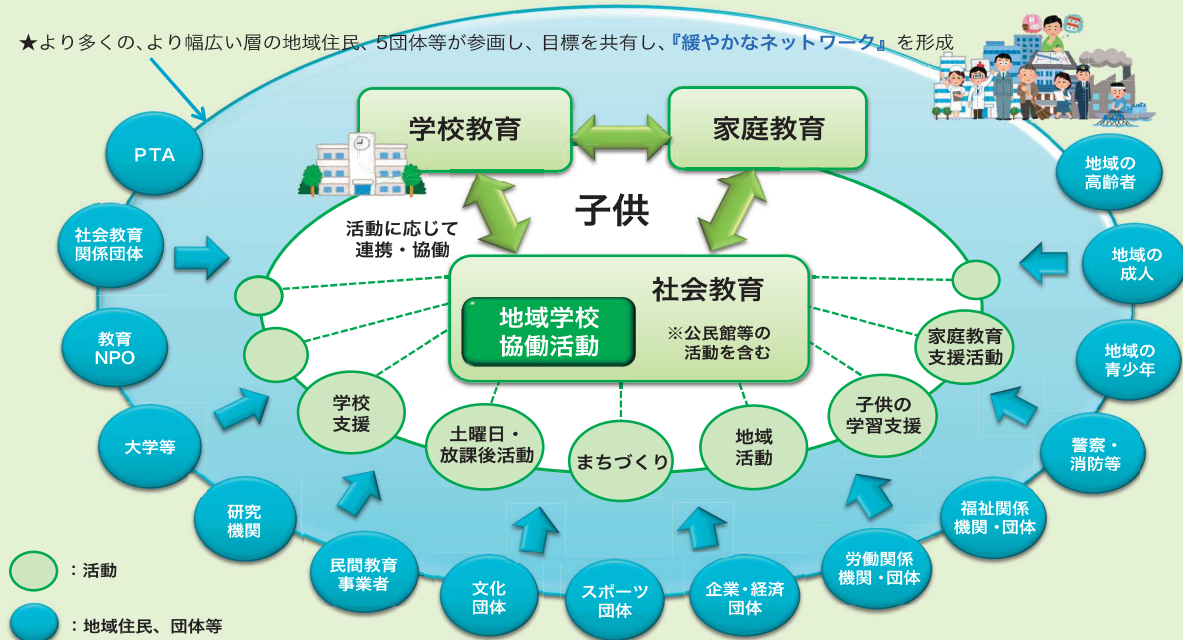 ★より多くの、より幅広い層の地域住民、5団体等が参画し、目標を共有し、『緩やかなネットワーク』を形成
学校教育
家庭教育
PTA
地域の
高齢者
子供
活動に応じて
連携・協働
社会教育
関係団体
地域の
成人
社会教育
地域学校
協働活動
※公民館等の
活動を含む
教育
NPO
家庭教育
支援活動
地域の
青少年
学校
支援
土曜日・
放課後活動
まちづくり
地域
活動
子供の
学習支援
大学等
警察・
消防等
研究
機関
福祉関係
機関・団体
民間教育
事業者
文化
団体
スポーツ
団体
企業・経済
団体
労働関係
機関・団体
：活動
：地域住民、団体等